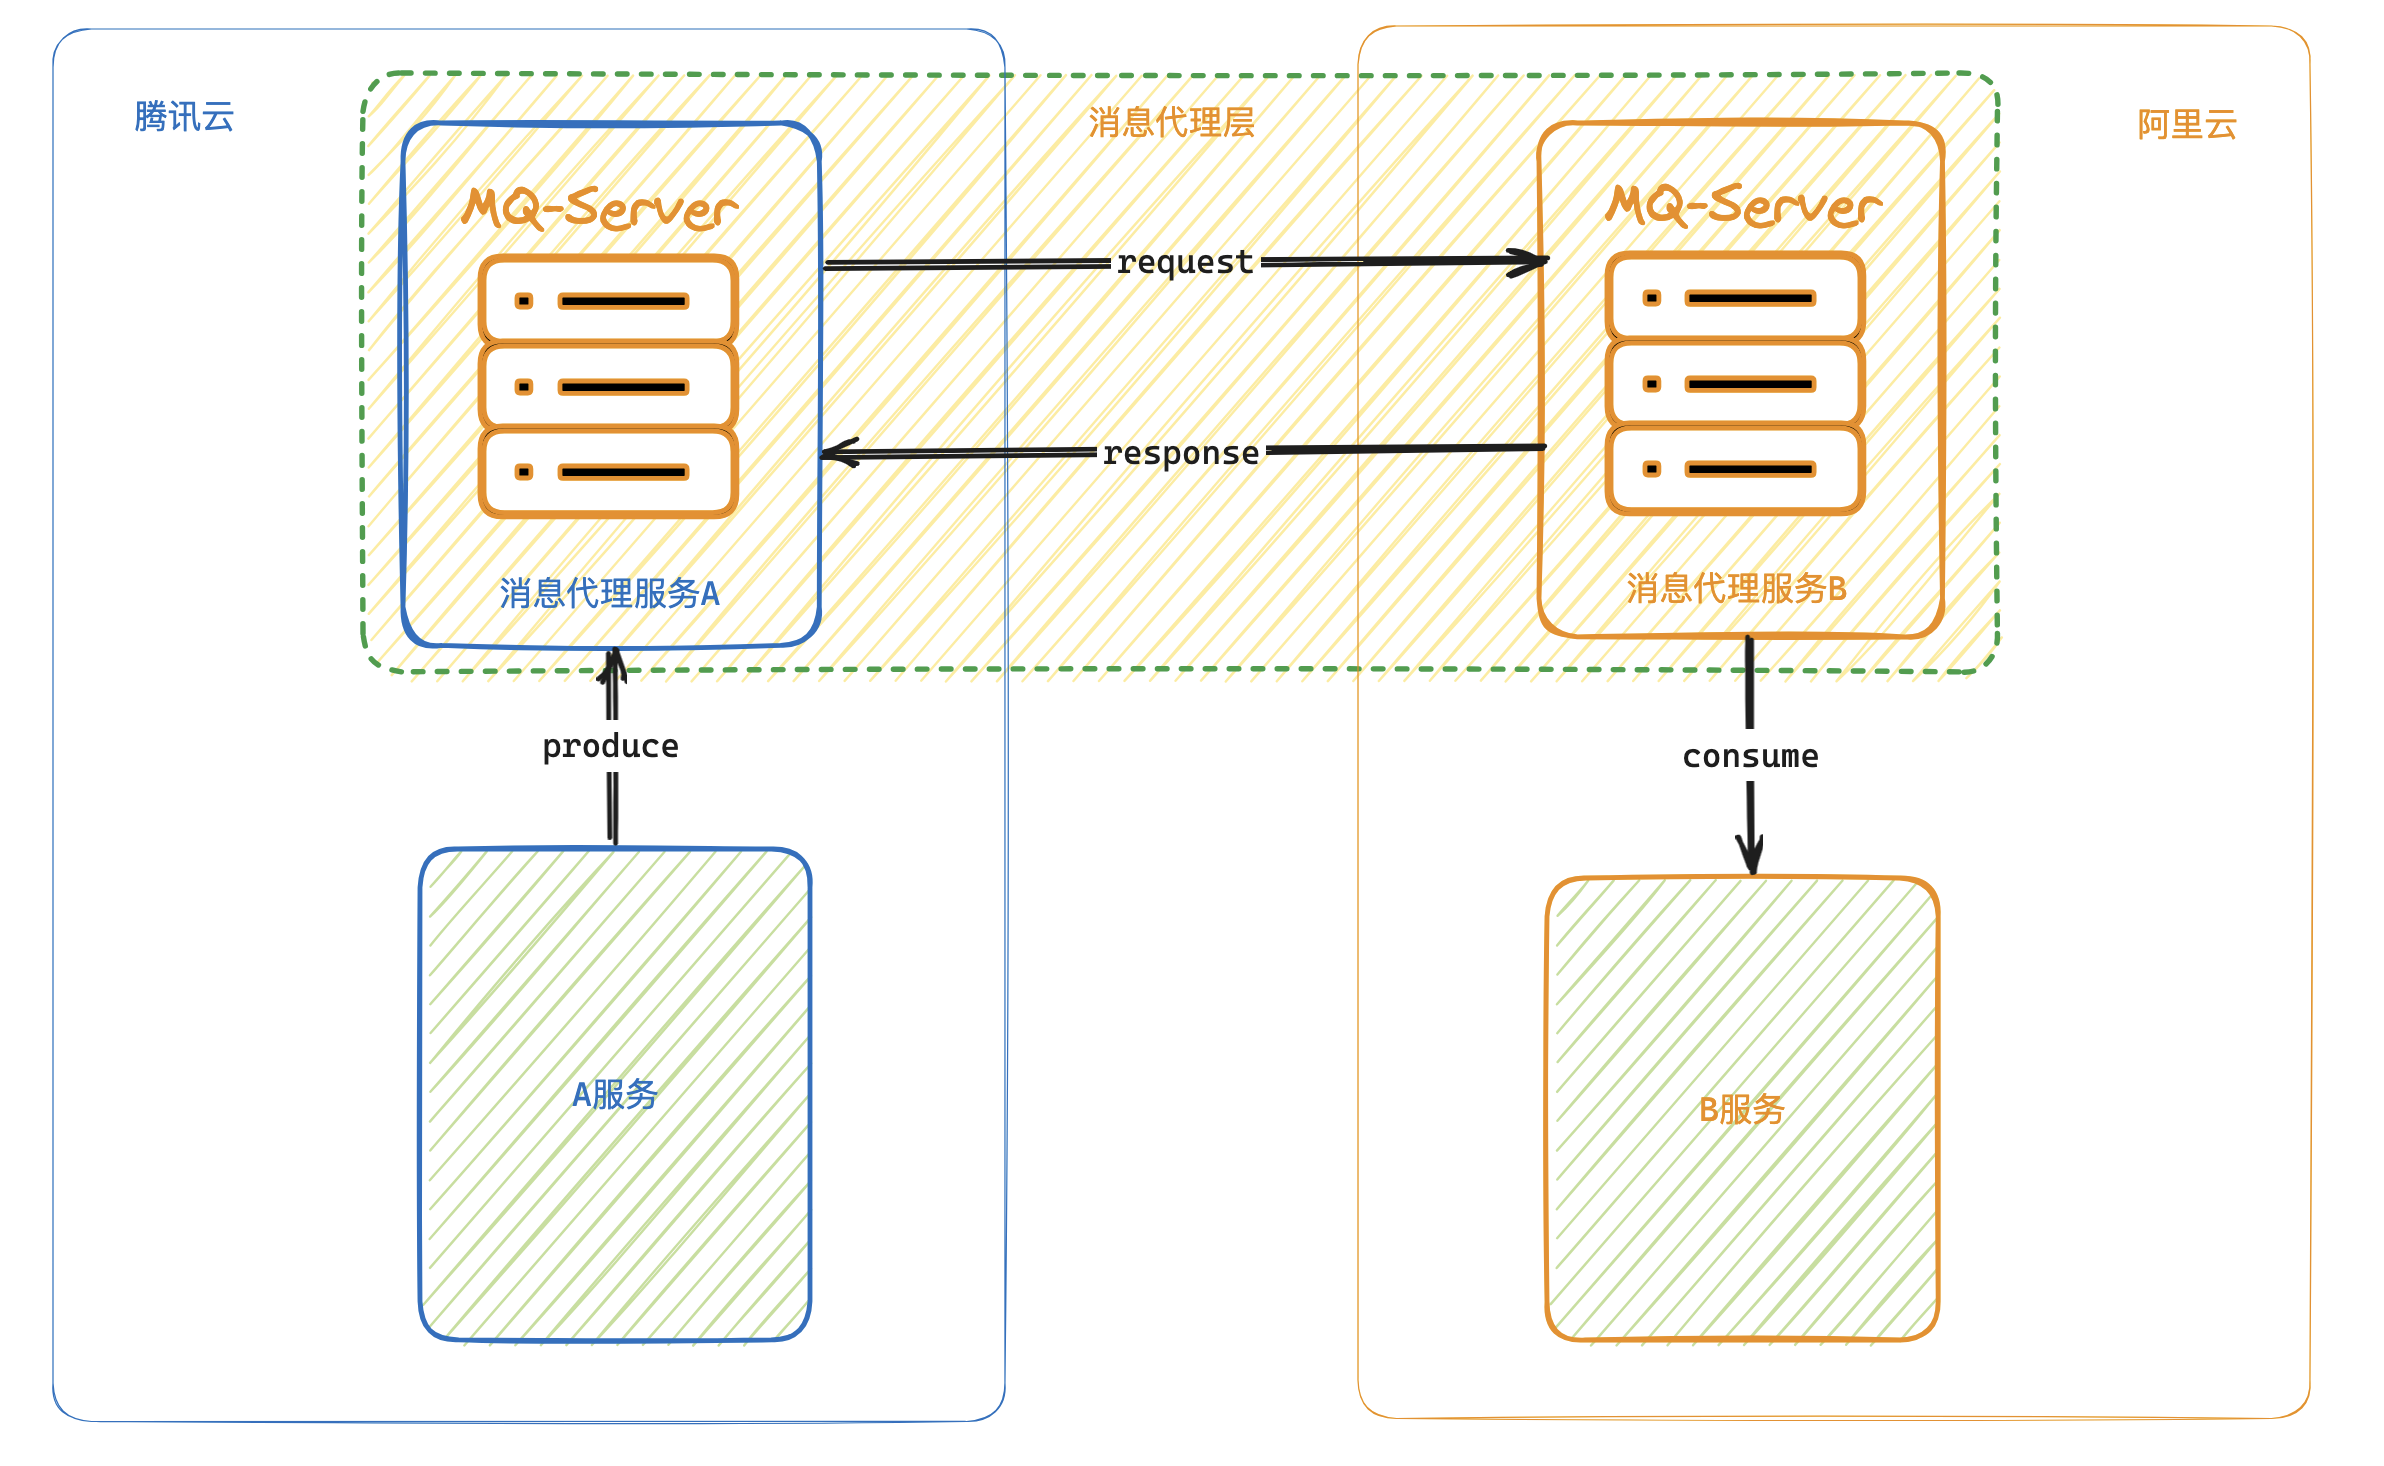 腾讯云
消息代理层
阿里云
MQ-Server
MQ-Server
request
response
消息代理服务A
消息代理服务B
produce
consume
A服务
B服务